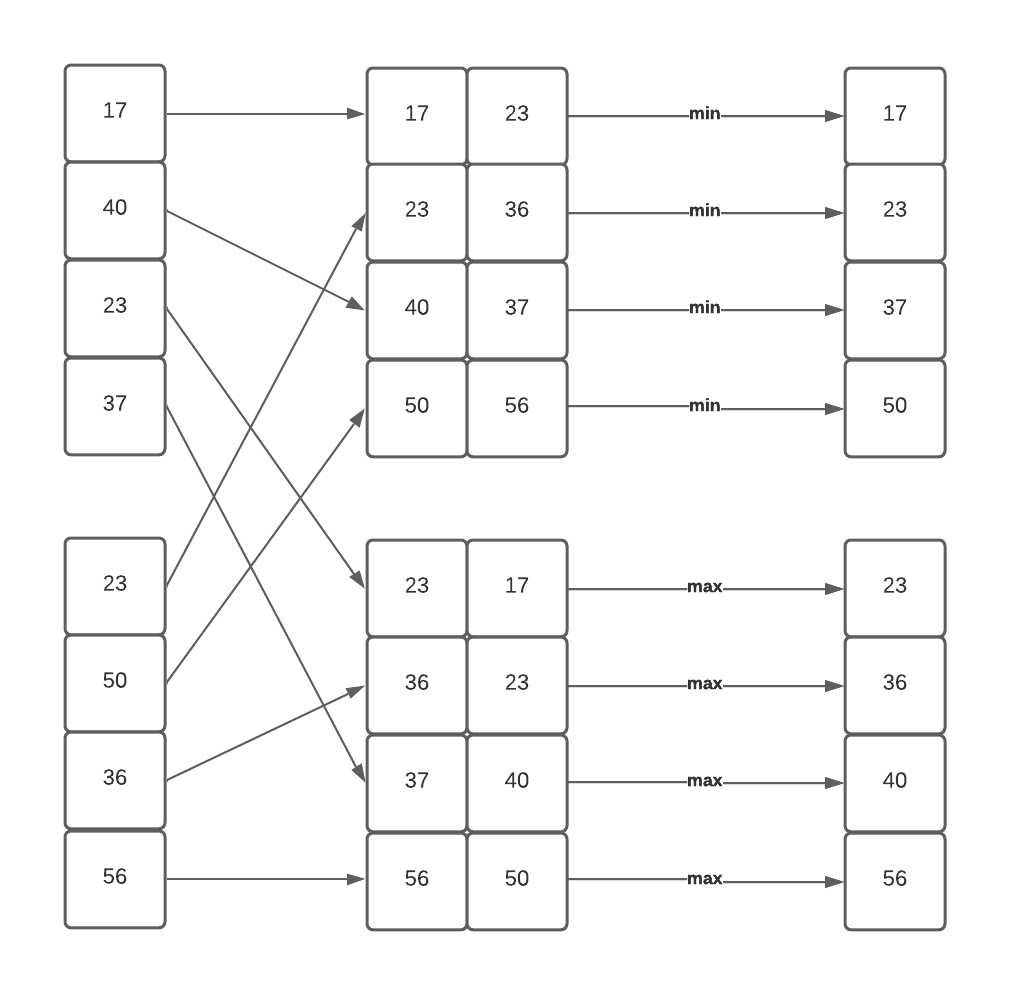 17 17 23 min 17
40 23 36 min 23
23 40 37 min 37
37 50 56 min 50
23 23 17 max 23
50 36 23 max 36
36 37 40 max 40
56 56 50 max 56